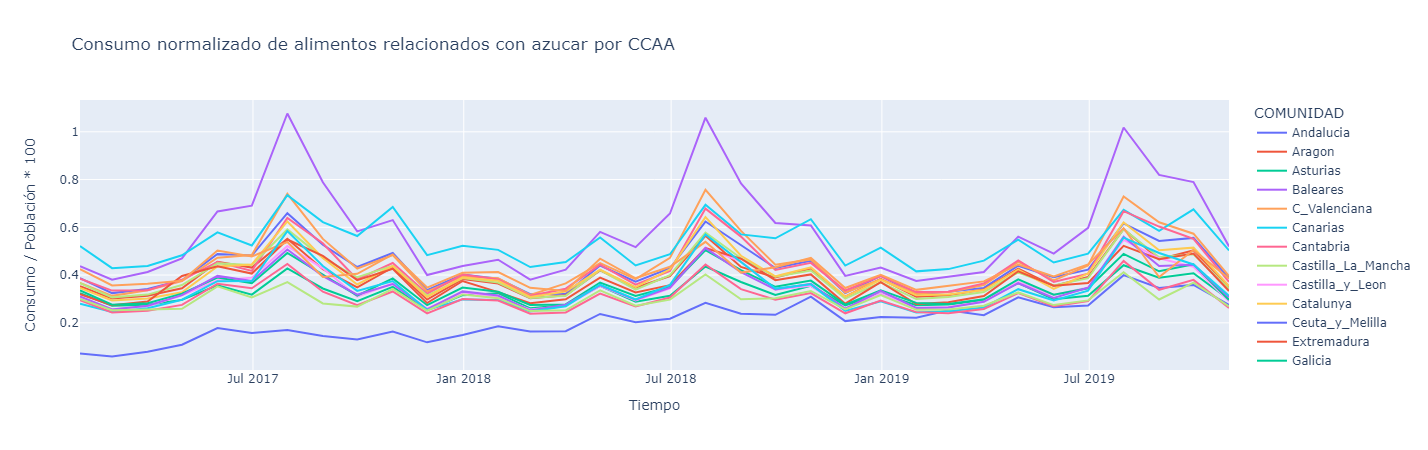 Consumo normalizado de alimentos relacionados con azucar por CCAA
Consumo / Población * 100
1
0.8
0.6
0.4
0.2
Jul 2017
Jan 2018
Jul 2018
Jan 2019
Jul 2019
Tiempo
COMUNIDAD
Andalucia
Aragon
Asturias
Baleares
C_Valenciana
Canarias
Cantabria
Castilla_La_Mancha
Castilla_y_Leon
Catalunya
Ceuta_y_Melilla
Extremadura
Galicia